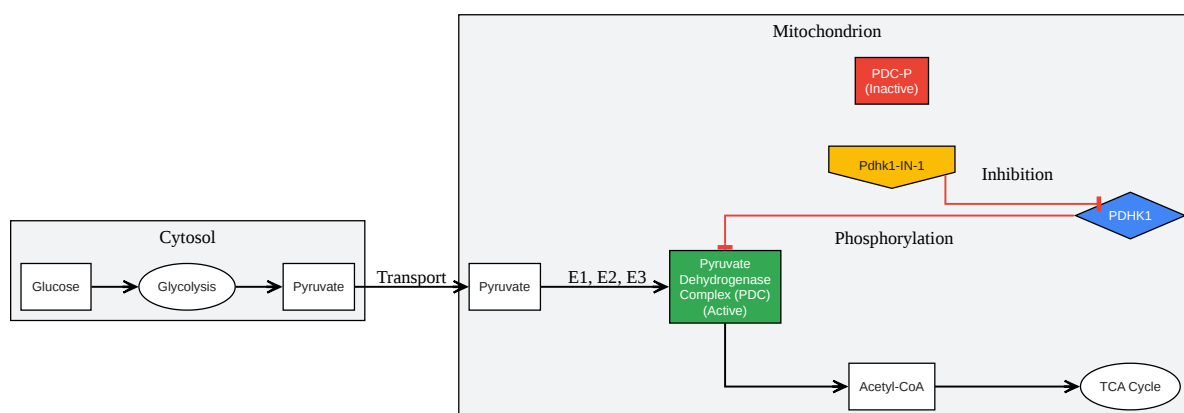 Mitochondrion
PDC-P
(Inactive)
Pdhk1-IN-1
Inhibition
PDHK1
Phosphorylation
Cytosol
Glucose
Glycolysis
Pyruvate
Transport
Pyruvate
E1, E2, E3
Pyruvate
Dehydrogenase
Complex (PDC)
(Active)
Acetyl-CoA
TCA Cycle